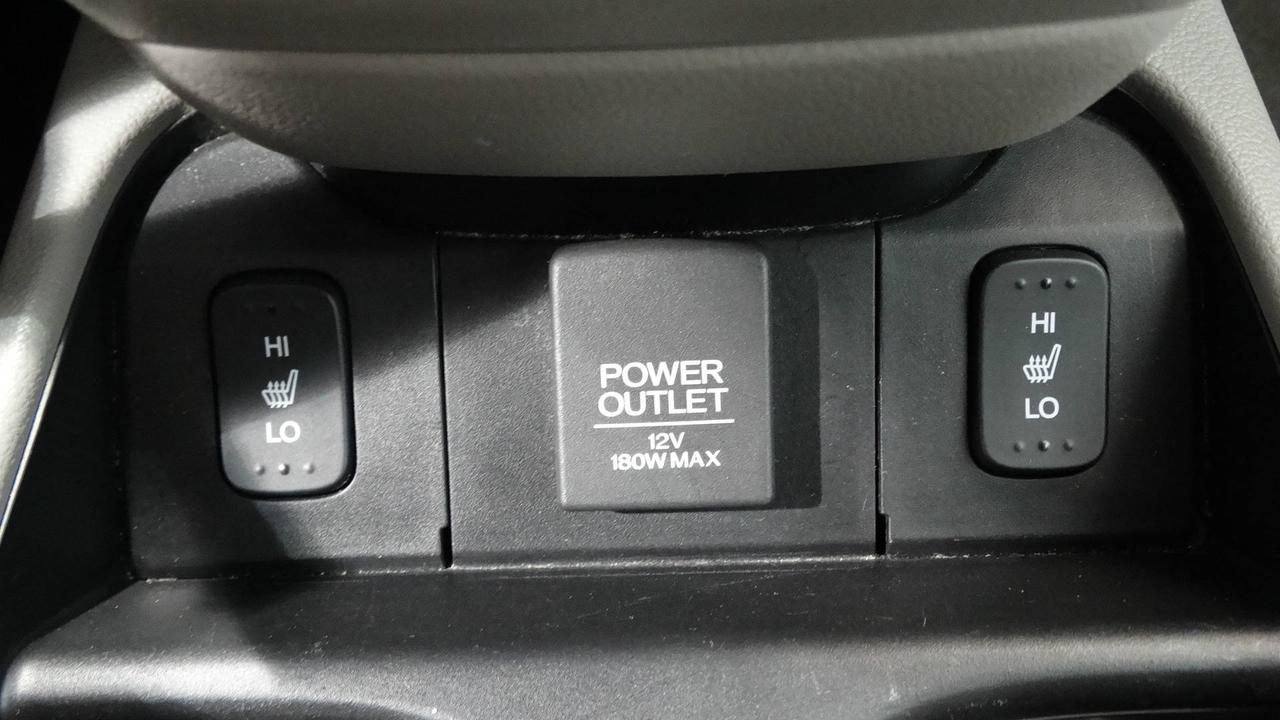 HI
LO
POWER
OUTLET
12V
180W MAX
HI
LO